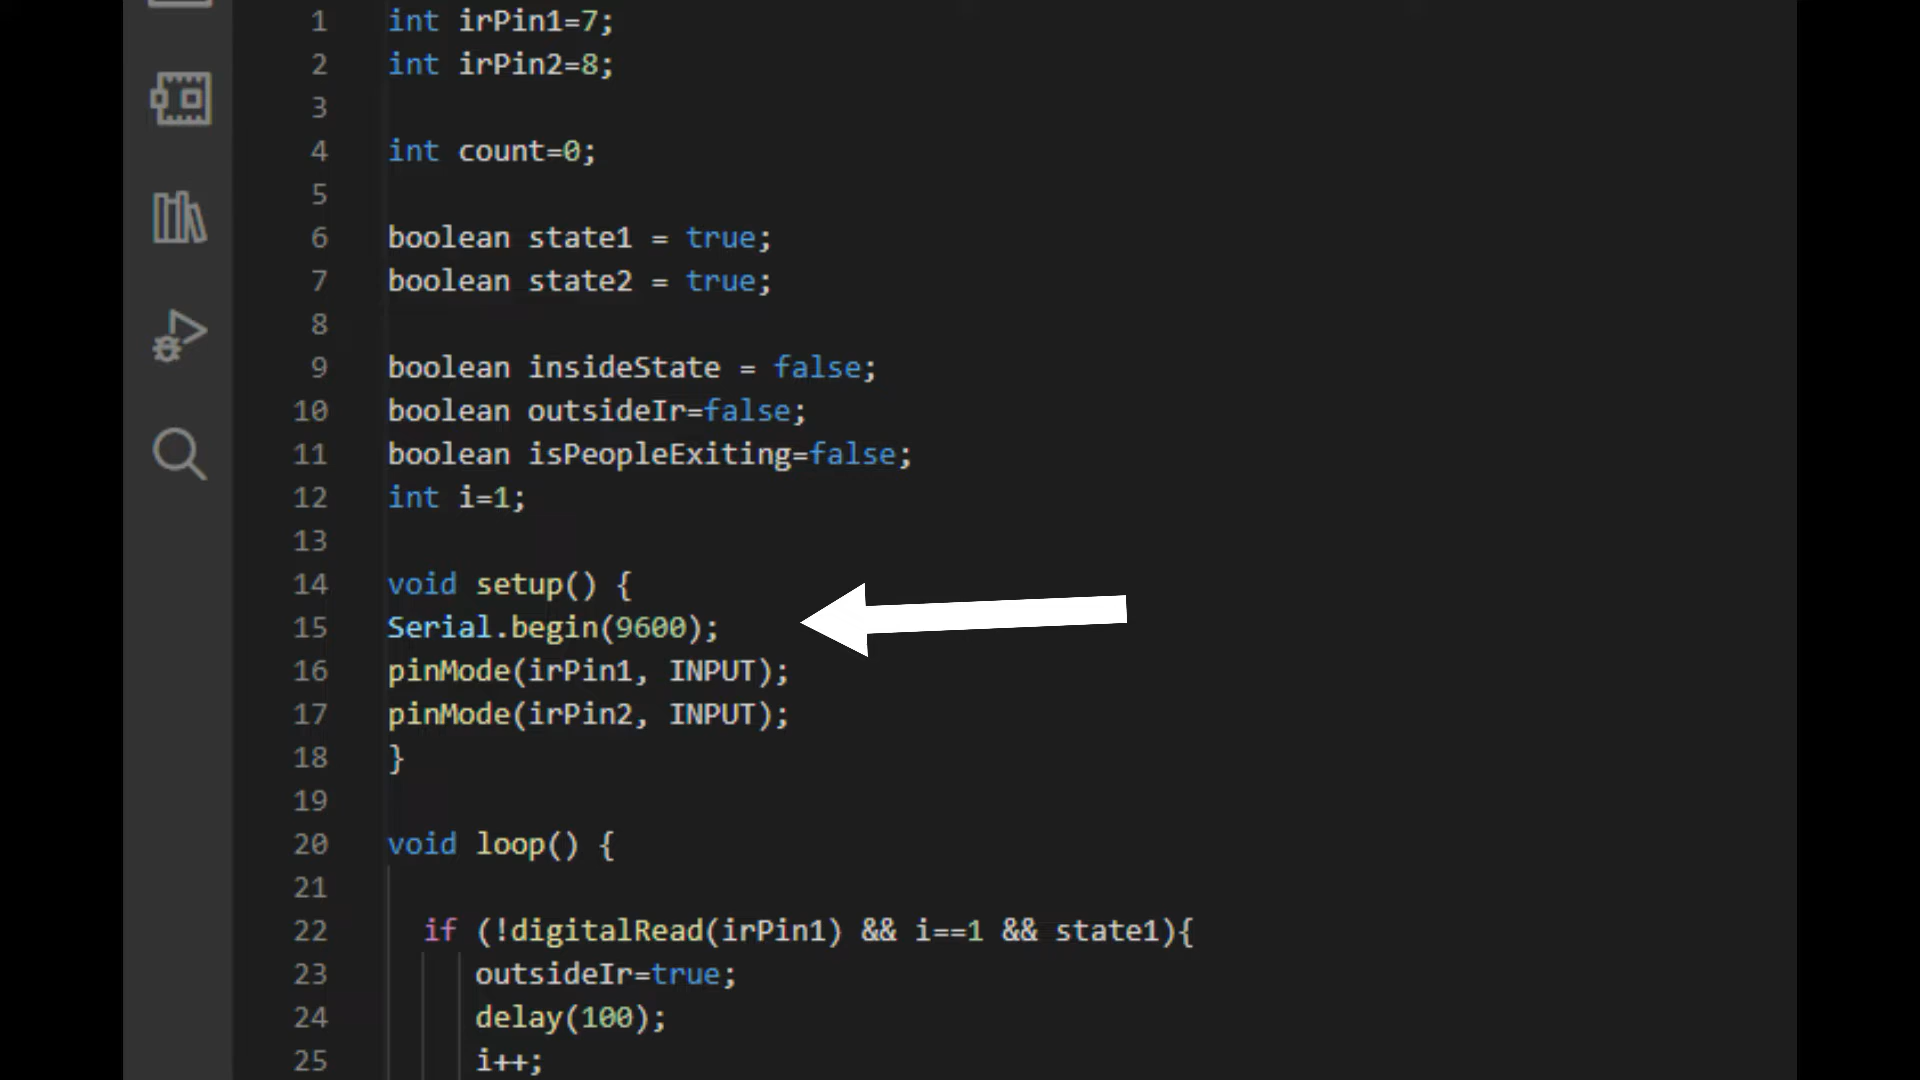 1 int irPin1=7;
2 int irPin2=8;
3
4 int count=0;
5
6 boolean state1 = true;
7 boolean state2 = true;
8
9 boolean insideState = false;
10 boolean outsideIr=false;
11 boolean isPeopleExiting=false;
12 int i=1;
13
14 void setup() {
15 Serial.begin(9600);
16 pinMode(irPin1, INPUT);
17 pinMode(irPin2, INPUT);
18 }
19
20 void loop() {
21
22 if (!digitalRead(irPin1) && i==1 && state1){
23 outsideIr=true;
24 delay(100);
25 i++;